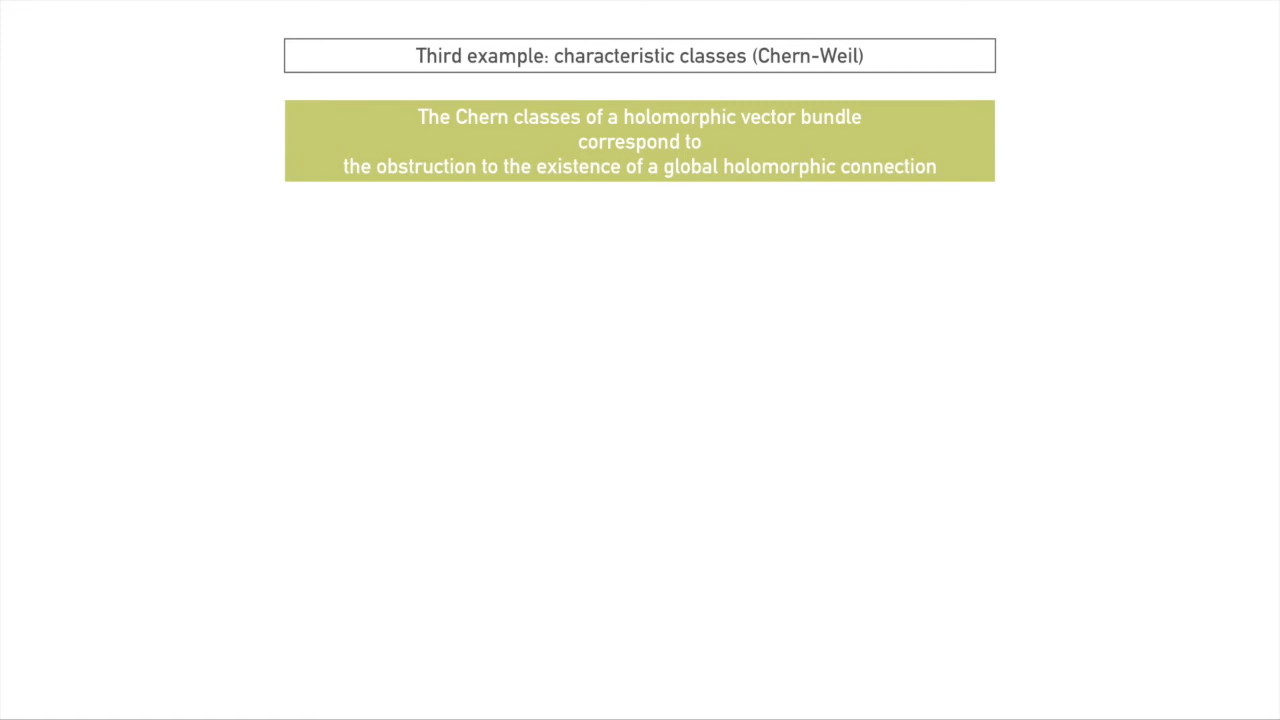 Third example: characteristic classes (Chern-Weil)
The Chern classes of a holomorphic vector bundle
correspond to
the obstruction to the existence of a global holomorphic connection